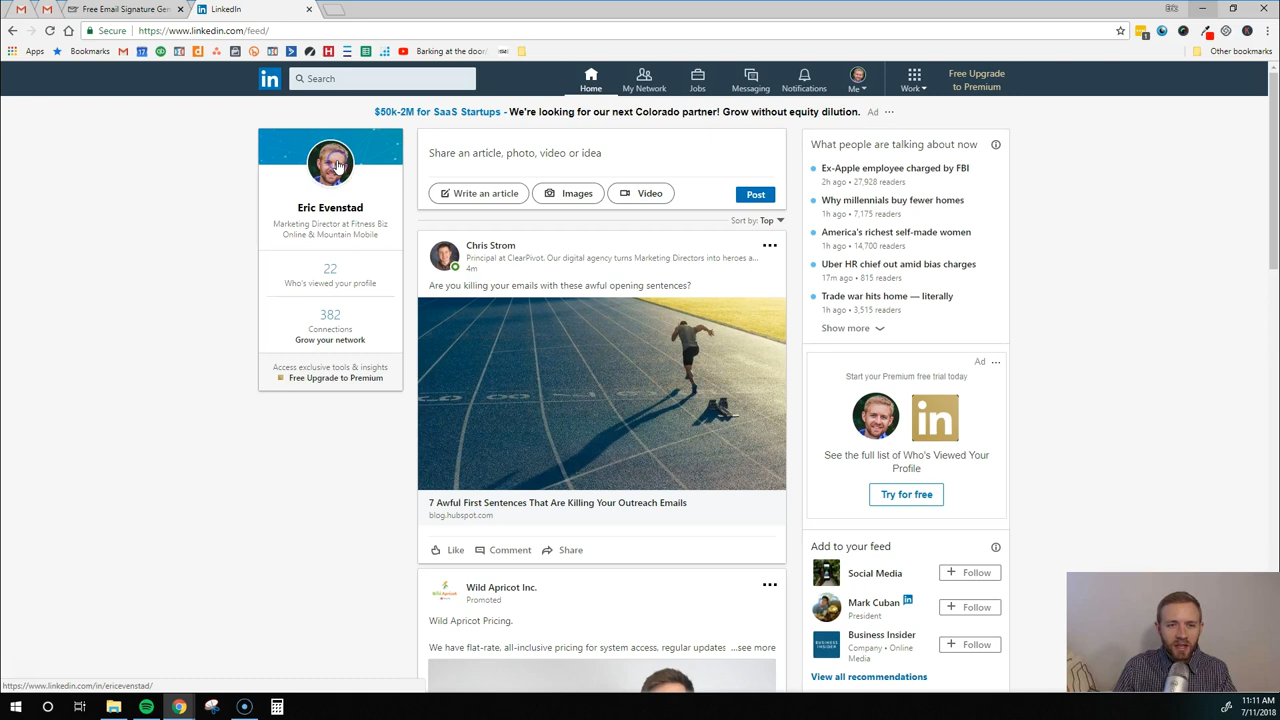 Free Email Signature Gen
LinkedIn
Secure
https://www.linkedin.com/feed/
Apps
Bookmarks
Barking at the door
Other bookmarks
in
Search
Home
My Network
Jobs
Messaging
Notifications
Me
Work
Free Upgrade
to Premium
$50k-2M for SaaS Startups - We're looking for our next Colorado partner! Grow without equity dilution. Ad ...
Eric Evenstad
Marketing Director at Fitness Biz
Online & Mountain Mobile
22
Who's viewed your profile
382
Connections
Grow your network
Access exclusive tools & insights
Free Upgrade to Premium
Share an article, photo, video or idea
Write an article
Images
Video
Post
Sort by: Top
Chris Strom
Principal at ClearPivot. Our digital agency turns Marketing Directors into heroes a...
4m
Are you killing your emails with these awful opening sentences?
7 Awful First Sentences That Are Killing Your Outreach Emails
blog.hubspot.com
Like
Comment
Share
Wild Apricot Inc.
Promoted
Wild Apricot Pricing.
We have flat-rate, all-inclusive pricing for system access, regular updates ...see more
What people are talking about now
Ex-Apple employee charged by FBI
2h ago • 27,928 readers
Why millennials buy fewer homes
1h ago • 7,175 readers
America's richest self-made women
1h ago • 14,700 readers
Uber HR chief out amid bias charges
17m ago • 815 readers
Trade war hits home — literally
1h ago • 3,515 readers
Show more
Ad ...
Start your Premium free trial today
in
See the full list of Who's Viewed Your
Profile
Try for free
Add to your feed
Social Media
+ Follow
Mark Cuban in
President
+ Follow
Business Insider
Company • Online
Media
+ Follow
View all recommendations
https://www.linkedin.com/in/ericevenstad/
11:11 AM
7/11/2018